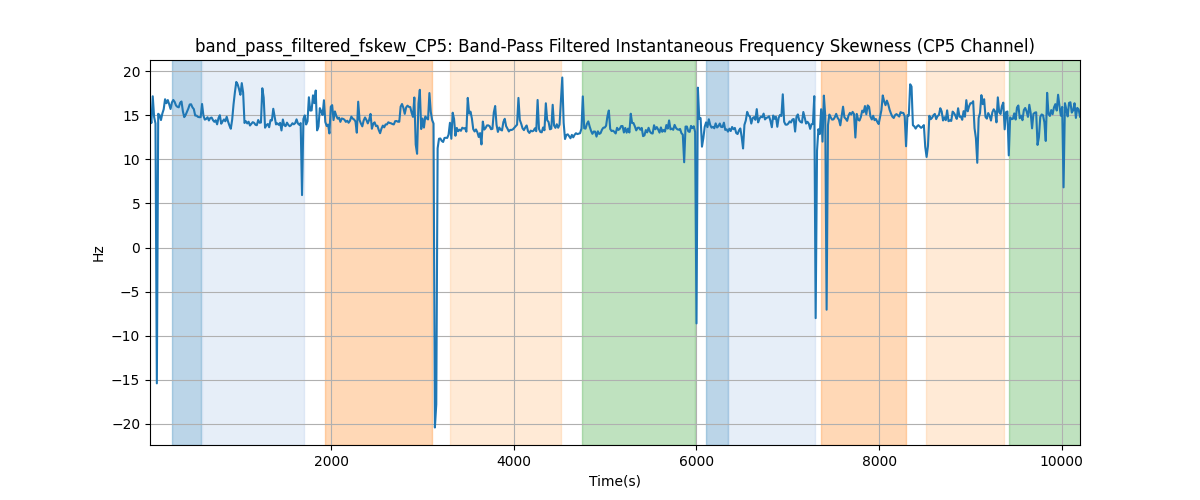 band_pass_filtered_fskew_CP5: Band-Pass Filtered Instantaneous Frequency Skewness (CP5 Channel)
20
15
10
5
0
−5
−10
−15
−20
Hz
2000 4000 6000 8000 10000
Time(s)